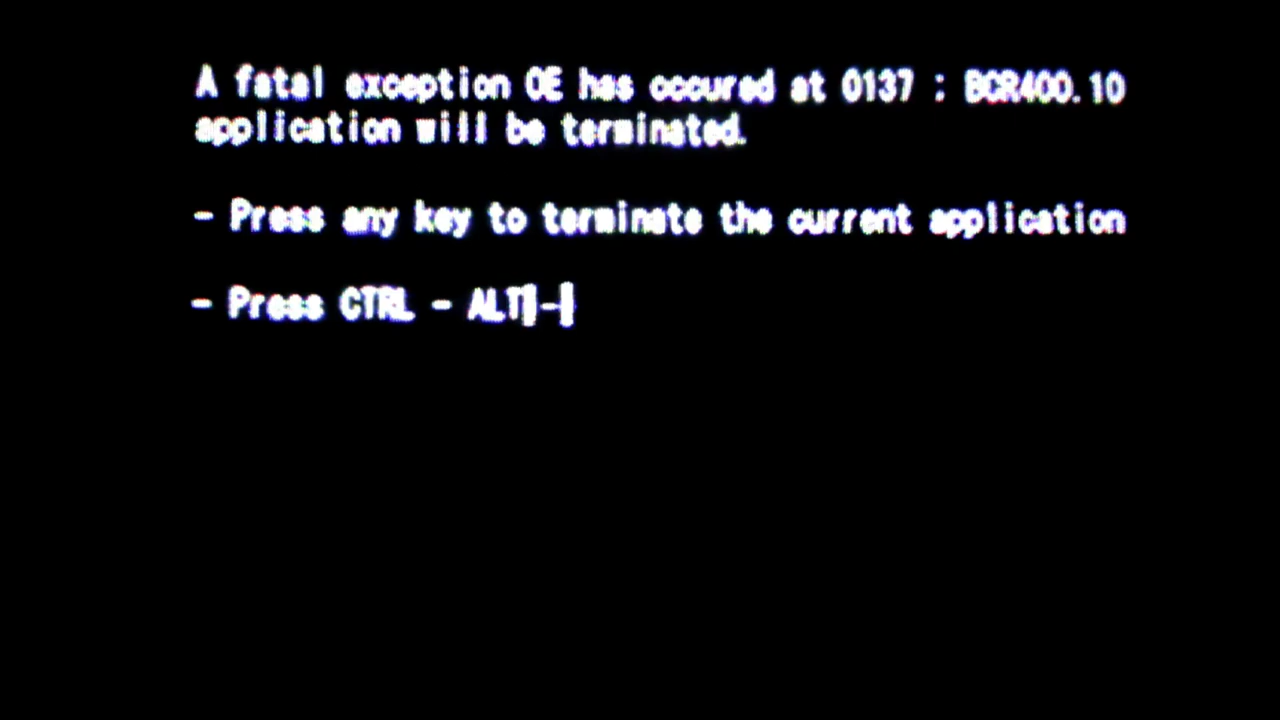 A fatal exception 0E has occured at 0137 : BCR400.10
application will be terminated.
- Press any key to terminate the current application
- Press CTRL - ALT -